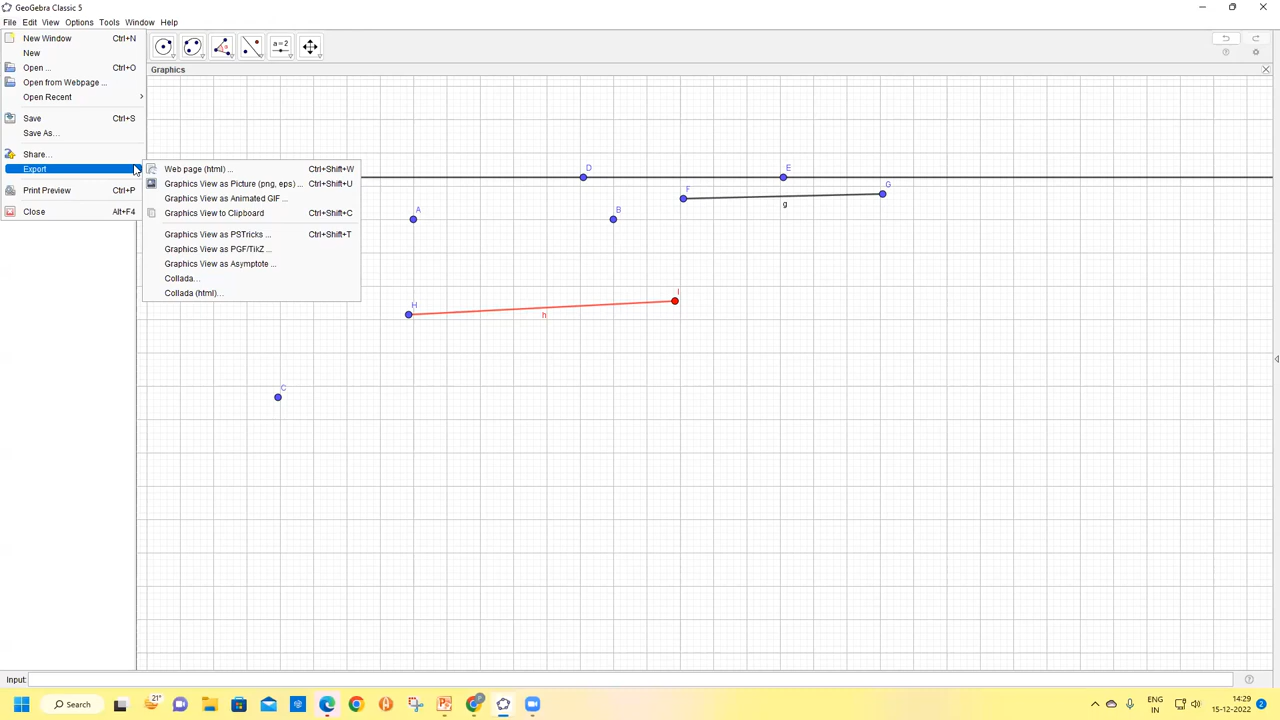 GeoGebra Classic 5
File Edit View Options Tools Window Help
New Window Ctrl+N
New
Open ... Ctrl+O
Open from Webpage ...
Open Recent
Save Ctrl+S
Save As...
Share...
Export
Print Preview Ctrl+P
Close Alt+F4
a=2
Graphics
Web page (html) ... Ctrl+Shift+W
Graphics View as Picture (png, eps) ... Ctrl+Shift+U
Graphics View as Animated GIF ...
Graphics View to Clipboard Ctrl+Shift+C
Graphics View as PSTricks ... Ctrl+Shift+T
Graphics View as PGF/TikZ ...
Graphics View as Asymptote ...
Collada...
Collada (html)...
D E
F G
g
A B
H I
h
C
Input:
Search
21°
ENG
IN
14:29
15-12-2022
2